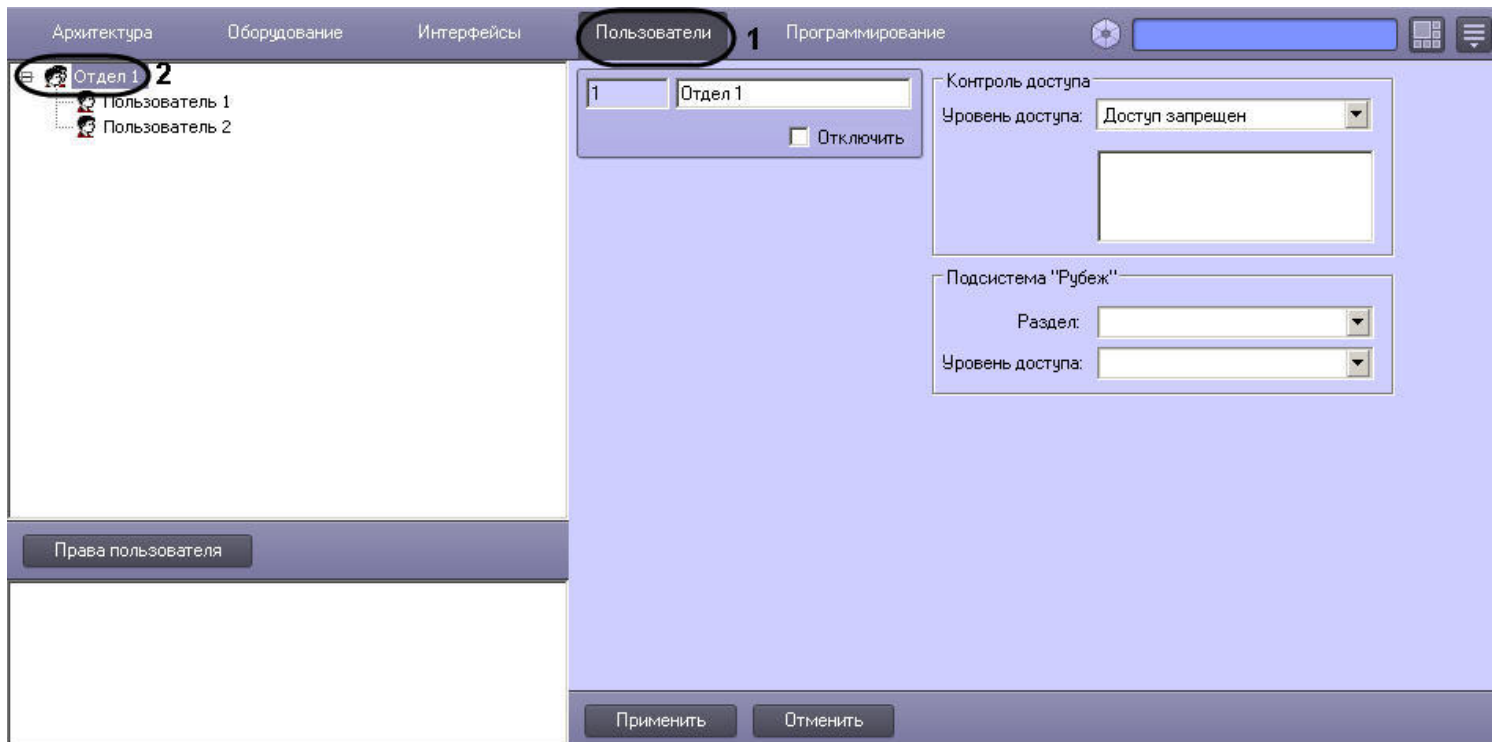 Архитектура Оборудование Интерфейсы Пользователи 1 Программирование
Отдел 1 2
Пользователь 1
Пользователь 2
Права пользователя
1 Отдел 1
Отключить
Контроль доступа
Уровень доступа: Доступ запрещен
Подсистема "Рубеж"
Раздел:
Уровень доступа:
Применить Отменить